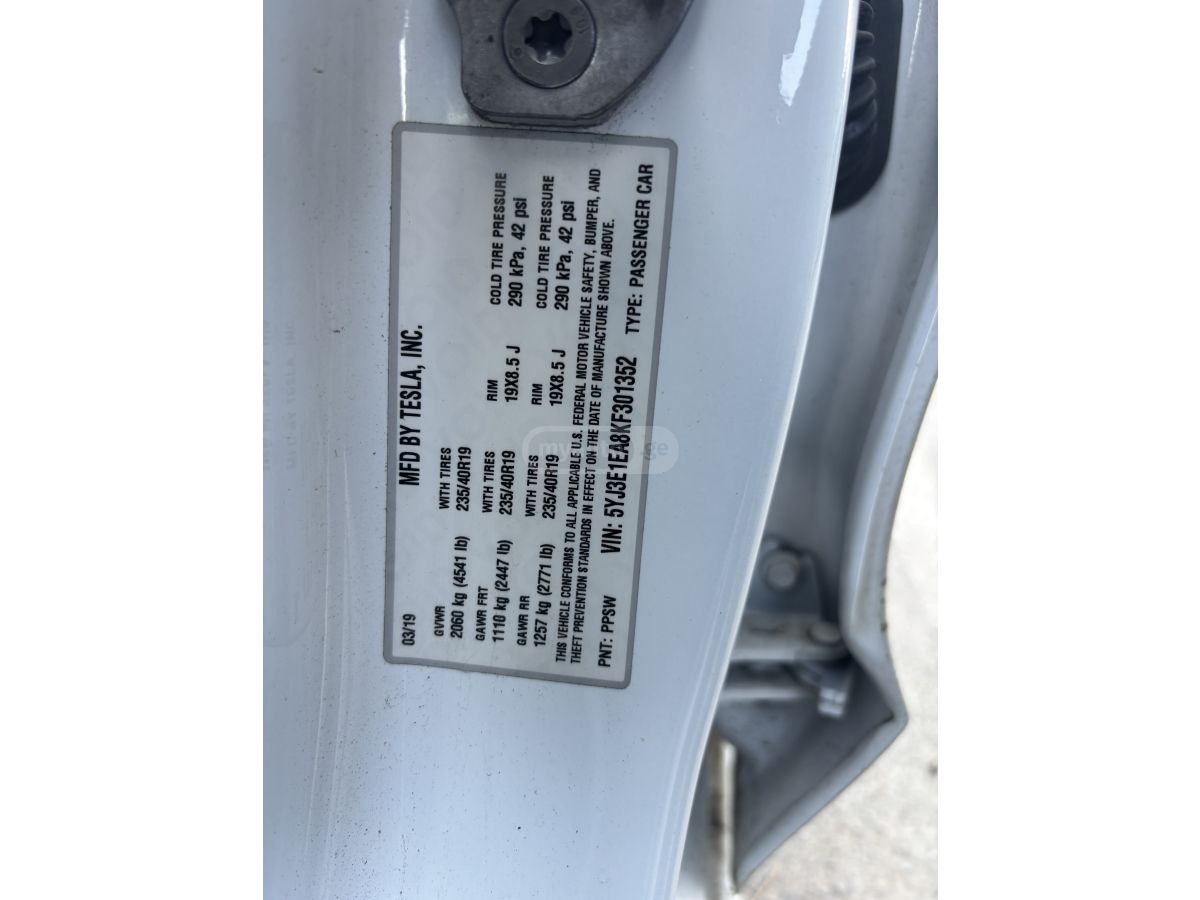 MFD BY TESLA, INC.
03/19
GVWR
2060 kg (4541 lb)
WITH TIRES
235/40R19
GAWR FRT
1110 kg (2447 lb)
WITH TIRES
235/40R19
RIM
19X8.5 J
COLD TIRE PRESSURE
290 kPa, 42 psi
GAWR RR
1257 kg (2771 lb)
WITH TIRES
235/40R19
RIM
19X8.5 J
COLD TIRE PRESSURE
290 kPa, 42 psi
THIS VEHICLE CONFORMS TO ALL APPLICABLE U.S. FEDERAL MOTOR VEHICLE SAFETY, BUMPER, AND
THEFT PREVENTION STANDARDS IN EFFECT ON THE DATE OF MANUFACTURE SHOWN ABOVE.
PNT: PPSW VIN: 5YJ3E1EA8KF301352 TYPE: PASSENGER CAR